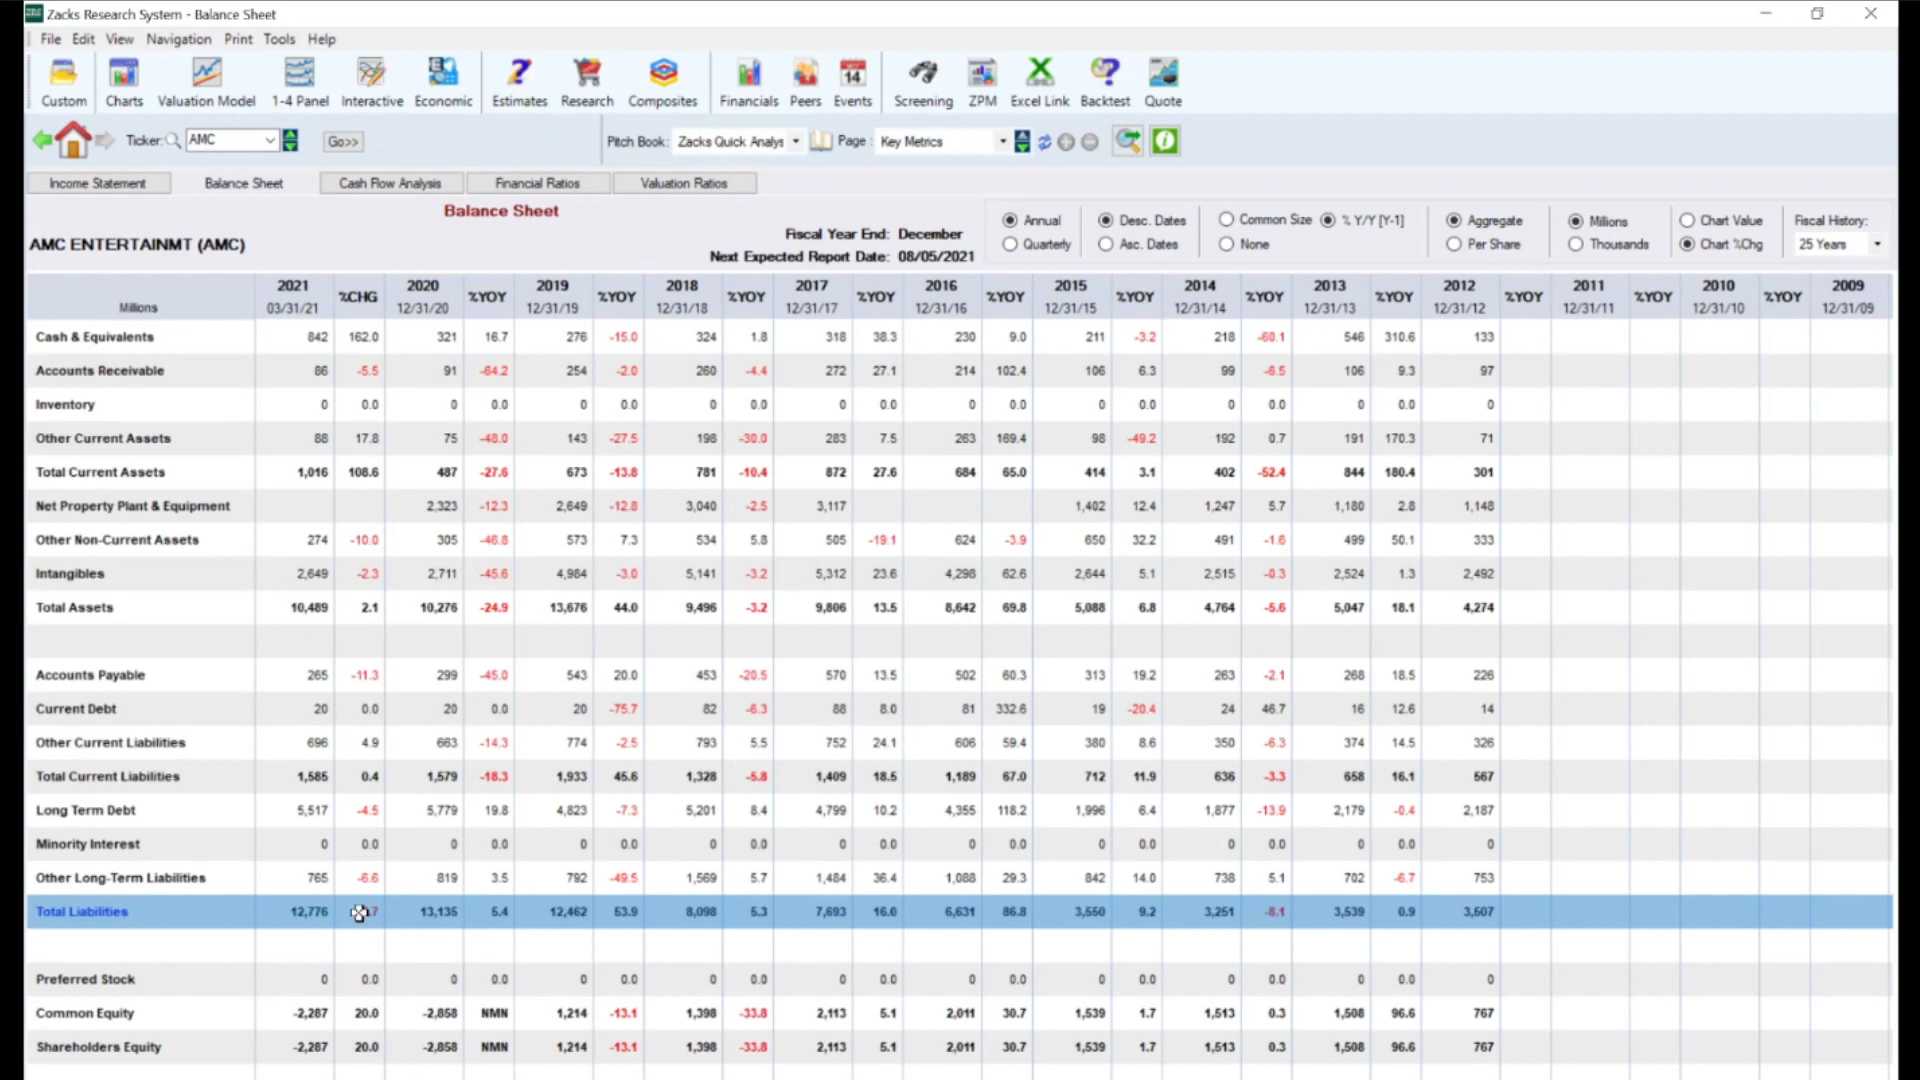 Zacks Research System - Balance Sheet
File Edit View Navigation Print Tools Help
Custom Charts Valuation Model 1-4 Panel Interactive Economic Estimates Research Composites Financials Peers Events Screening ZPM Excel Link Backtest Quote
Ticker: AMC Go>> Pitch Book: Zacks Quick Analys Page : Key Metrics
Income Statement Balance Sheet Cash Flow Analysis Financial Ratios Valuation Ratios
Balance Sheet
AMC ENTERTAINMT (AMC)
Fiscal Year End: December
Next Expected Report Date: 08/05/2021
Annual Desc. Dates Common Size % Y/Y [Y-1] Aggregate Millions Chart Value Fiscal History:
Quarterly Asc. Dates None Per Share Thousands Chart %Chg 25 Years
2021 %CHG 2020 %YOY 2019 %YOY 2018 %YOY 2017 %YOY 2016 %YOY 2015 %YOY 2014 %YOY 2013 %YOY 2012 %YOY 2011 %YOY 2010 %YOY 2009
Millions 03/31/21 12/31/20 12/31/19 12/31/18 12/31/17 12/31/16 12/31/15 12/31/14 12/31/13 12/31/12 12/31/11 12/31/10 12/31/09
Cash & Equivalents 842 162.0 321 16.7 276 -15.0 324 1.8 318 38.3 230 9.0 211 -3.2 218 -60.1 546 310.6 133
Accounts Receivable 86 -5.5 91 -64.2 254 -2.0 260 -4.4 272 27.1 214 102.4 106 6.3 99 -6.5 106 9.3 97
Inventory 0 0.0 0 0.0 0 0.0 0 0.0 0 0.0 0 0.0 0 0.0 0 0.0 0 0.0 0
Other Current Assets 88 17.8 75 -48.0 143 -27.5 198 -30.0 283 7.5 263 169.4 98 -49.2 192 0.7 191 170.3 71
Total Current Assets 1,016 108.6 487 -27.6 673 -13.8 781 -10.4 872 27.6 684 65.0 414 3.1 402 -52.4 844 180.4 301
Net Property Plant & Equipment 2,323 -12.3 2,649 -12.8 3,040 -2.5 3,117 1,402 12.4 1,247 5.7 1,180 2.8 1,148
Other Non-Current Assets 274 -10.0 305 -46.8 573 7.3 534 5.8 505 -19.1 624 -3.9 650 32.2 491 -1.6 499 50.1 333
Intangibles 2,649 -2.3 2,711 -45.6 4,984 -3.0 5,141 -3.2 5,312 23.6 4,298 62.6 2,644 5.1 2,515 -0.3 2,524 1.3 2,492
Total Assets 10,489 2.1 10,276 -24.9 13,676 44.0 9,496 -3.2 9,806 13.5 8,642 69.8 5,088 6.8 4,764 -5.6 5,047 18.1 4,274
Accounts Payable 265 -11.3 299 -45.0 543 20.0 453 -20.5 570 13.5 502 60.3 313 19.2 263 -2.1 268 18.5 226
Current Debt 20 0.0 20 0.0 20 -75.7 82 -6.3 88 8.0 81 332.6 19 -20.4 24 46.7 16 12.6 14
Other Current Liabilities 696 4.9 663 -14.3 774 -2.5 793 5.5 752 24.1 606 59.4 380 8.6 350 -6.3 374 14.5 326
Total Current Liabilities 1,585 0.4 1,579 -18.3 1,933 45.6 1,328 -5.8 1,409 18.5 1,189 67.0 712 11.9 636 -3.3 658 16.1 567
Long Term Debt 5,517 -4.5 5,779 19.8 4,823 -7.3 5,201 8.4 4,799 10.2 4,355 118.2 1,996 6.4 1,877 -13.9 2,179 -0.4 2,187
Minority Interest 0 0.0 0 0.0 0 0.0 0 0.0 0 0.0 0 0.0 0 0.0 0 0.0 0 0.0 0
Other Long-Term Liabilities 765 -6.6 819 3.5 792 -49.5 1,569 5.7 1,484 36.4 1,088 29.3 842 14.0 738 5.1 702 -6.7 753
Total Liabilities 12,776 13,135 5.4 12,462 53.9 8,098 5.3 7,693 16.0 6,631 86.8 3,550 9.2 3,251 -8.1 3,539 0.9 3,507
Preferred Stock 0 0.0 0 0.0 0 0.0 0 0.0 0 0.0 0 0.0 0 0.0 0 0.0 0 0.0 0
Common Equity -2,287 20.0 -2,858 NMN 1,214 -13.1 1,398 -33.8 2,113 5.1 2,011 30.7 1,539 1.7 1,513 0.3 1,508 96.6 767
Shareholders Equity -2,287 20.0 -2,858 NMN 1,214 -13.1 1,398 -33.8 2,113 5.1 2,011 30.7 1,539 1.7 1,513 0.3 1,508 96.6 767